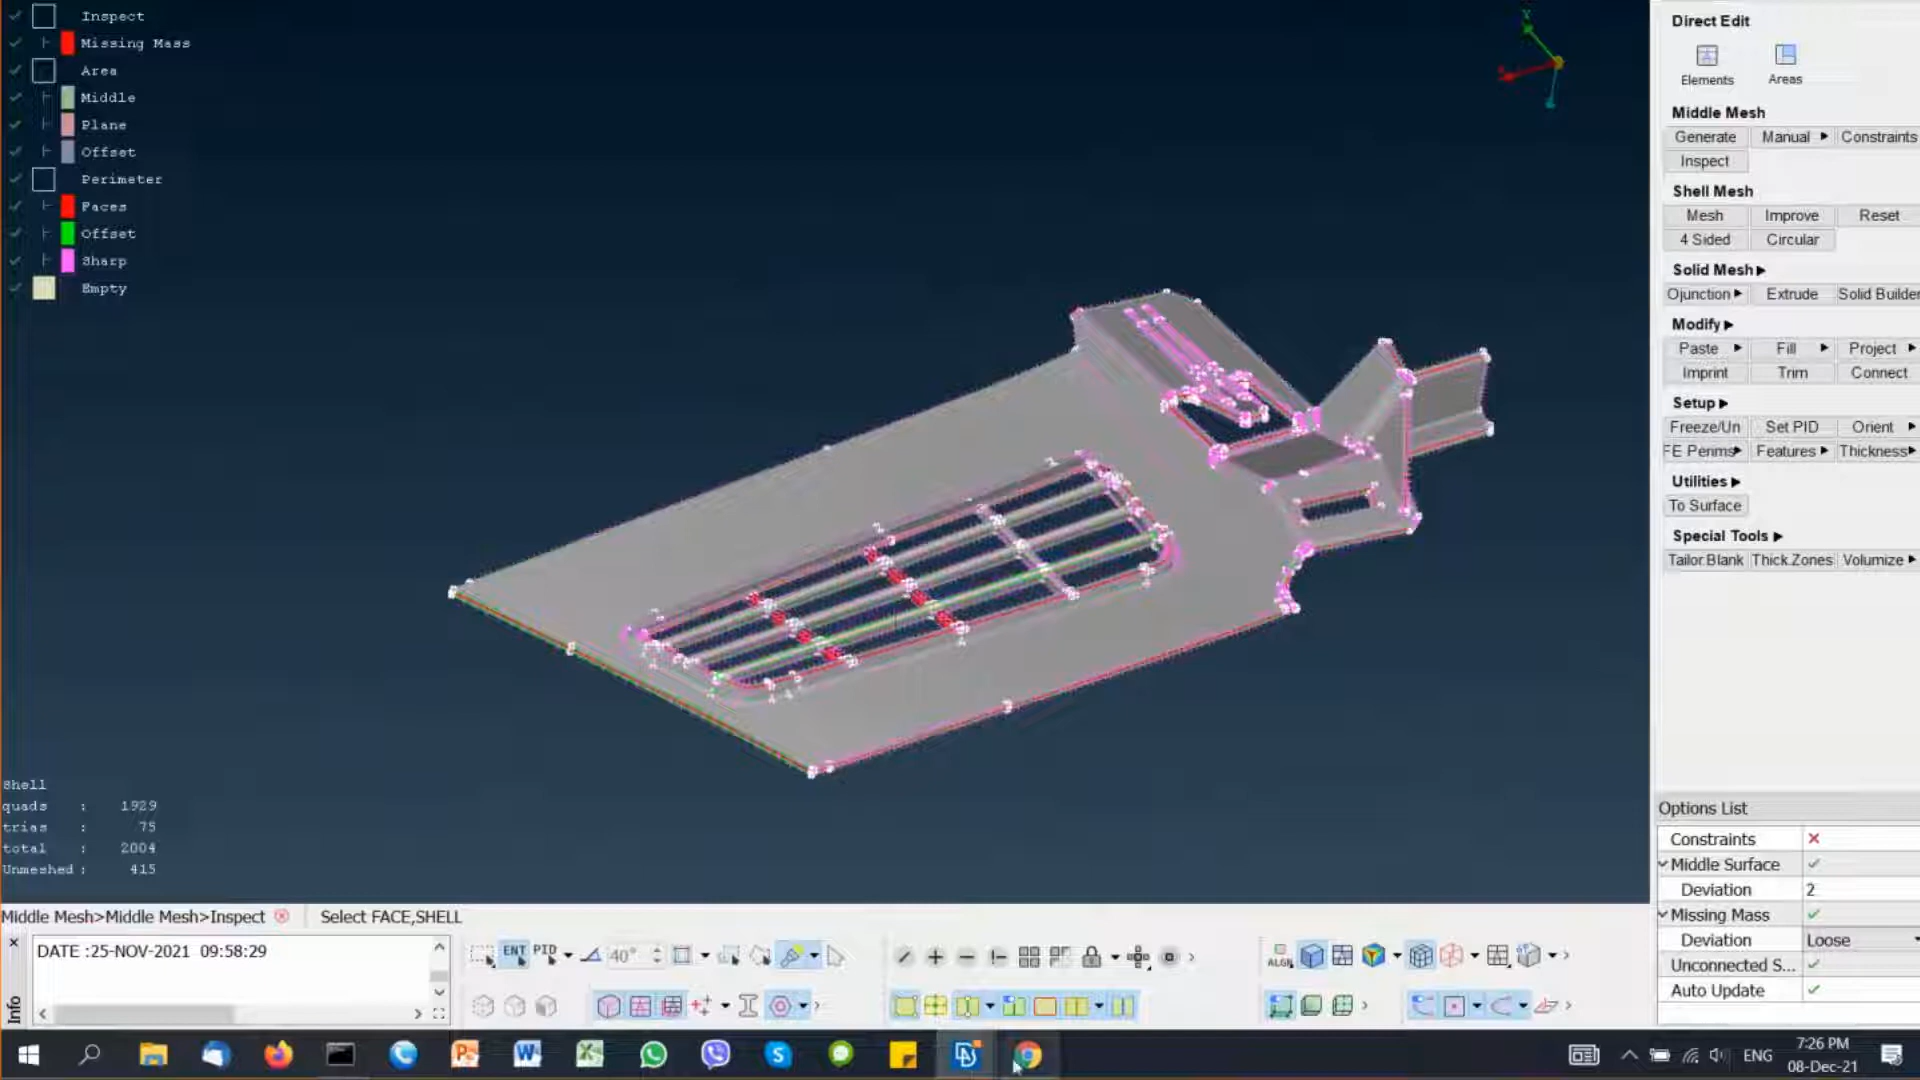 Inspect
Missing Mass
Area
Middle
Plane
Offset
Perimeter
Faces
Offset
Sharp
Empty
Shell
quads : 1929
trias : 75
total : 2004
Unmeshed : 415
Direct Edit
Elements Areas
Middle Mesh
Generate Manual Constraints
Inspect
Shell Mesh
Mesh Improve Reset
4 Sided Circular
Solid Mesh
Ojunction Extrude Solid Builder
Modify
Paste Fill Project
Imprint Trim Connect
Setup
Freeze/Un Set PID Orient
FE Perims Features Thickness
Utilities
To Surface
Special Tools
Tailor.Blank Thick.Zones Volumize
Options List
Constraints
Middle Surface
Deviation 2
Missing Mass
Deviation Loose
Unconnected S...
Auto Update
Middle Mesh>Middle Mesh>Inspect Select FACE,SHELL
DATE :25-NOV-2021 09:58:29
Info
ENT PID 40°
ALGN
ENG
7:26 PM
08-Dec-21